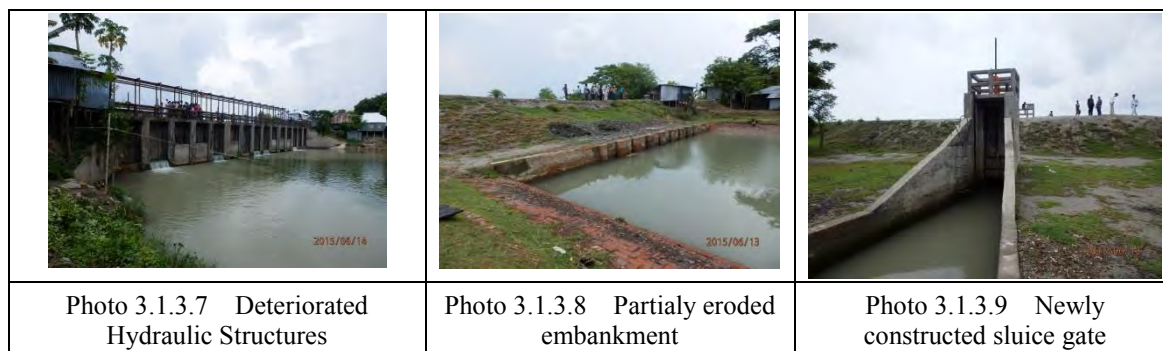 2015/06/14
2015/06/13
Photo 3.1.3.7 Deteriorated
Hydraulic Structures
Photo 3.1.3.8 Partialy eroded
embankment
Photo 3.1.3.9 Newly
constructed sluice gate